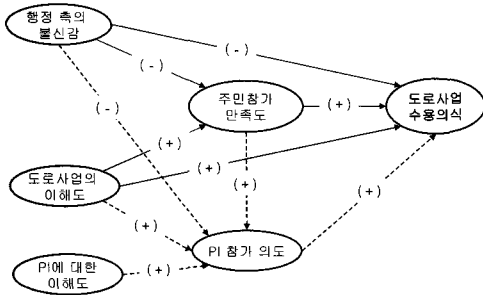 행정 측의
불신감
(-)
(-)
(-)
주민참가
만족도
(+)
도로사업
수용의식
(+)
(+)
(+)
(+)
도로사업의
이해도
(+)
PI 참가 의도
PI에 대한
이해도
(+)